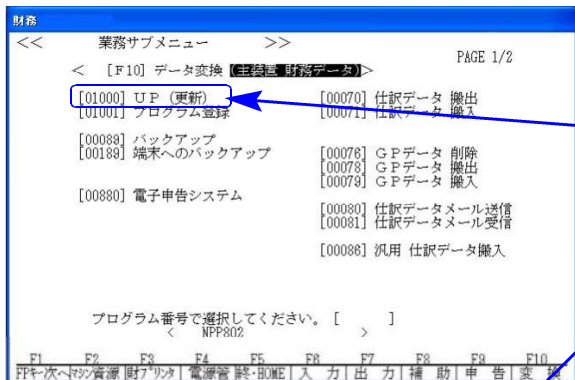 財務
<< 業務サブメニュー >>
PAGE 1/2
< [F10] データ変換 (主装置 財務データ)>
[01000] UP (更新) [00070] 仕訳データ 搬出
[01001] プログラム登録 [00071] 仕訳データ 搬入
[00089] バックアップ
[00189] 端末へのバックアップ [00076] GPデータ 削除
[00078] GPデータ 搬出
[00079] GPデータ 搬入
[00880] 電子申告システム
[00080] 仕訳データメール送信
[00081] 仕訳データメール受信
[00086] 汎用 仕訳データ搬入
プログラム番号で選択してください。 [ ]
< NPP802 >
F1 F2 F3 F4 F5 F6 F7 F8 F9 F10
FPキー次へ マシン資源 財プリンタ 電源管 終・HOME 入 力 出 力 補 助 申 告 変 換